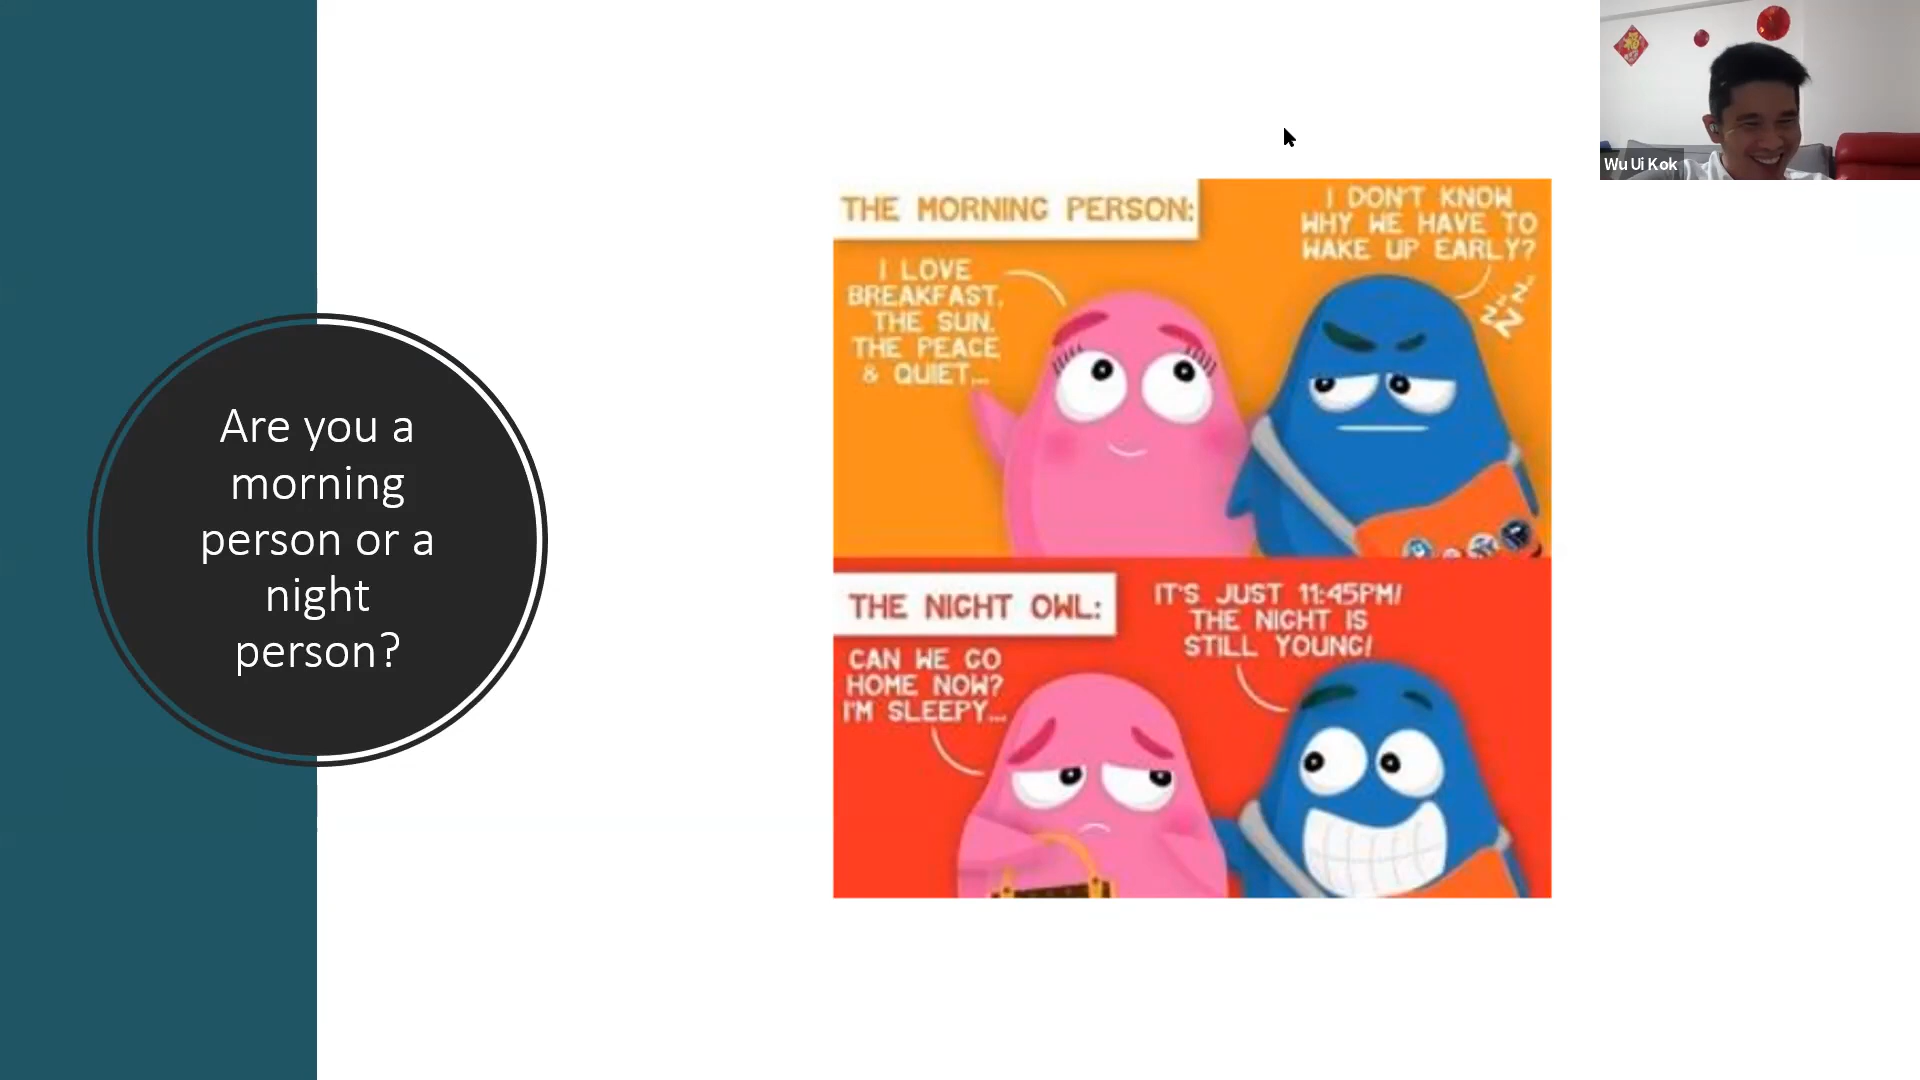 Are you a
morning
person or a
night
person?
THE MORNING PERSON:
I LOVE
BREAKFAST,
THE SUN,
THE PEACE
& QUIET...
I DON'T KNOW
WHY WE HAVE TO
WAKE UP EARLY?
ZZZZ..
THE NIGHT OWL:
CAN WE GO
HOME NOW?
I'M SLEEPY...
IT'S JUST 11:45PM!
THE NIGHT IS
STILL YOUNG!
福
Wu Ui Kok